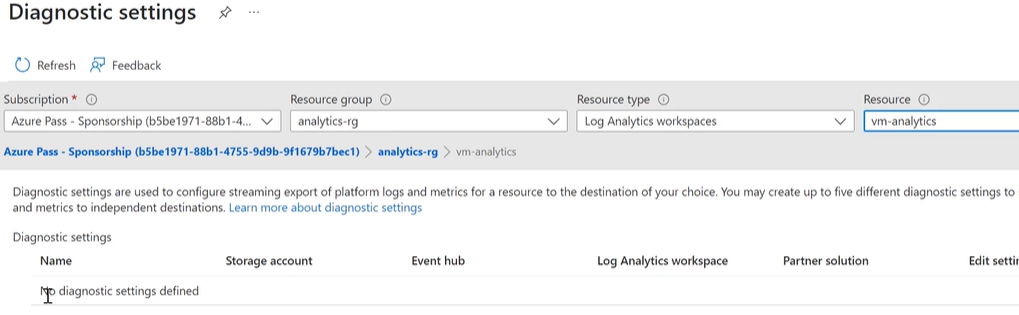 Diagnostic settings ...
Refresh Feedback
Subscription * Resource group Resource type Resource
Azure Pass - Sponsorship (b5be1971-88b1-4... analytics-rg Log Analytics workspaces vm-analytics
Azure Pass - Sponsorship (b5be1971-88b1-4755-9d9b-9f1679b7bec1) > analytics-rg > vm-analytics
Diagnostic settings are used to configure streaming export of platform logs and metrics for a resource to the destination of your choice. You may create up to five different diagnostic settings to
and metrics to independent destinations. Learn more about diagnostic settings
Diagnostic settings
Name Storage account Event hub Log Analytics workspace Partner solution Edit settin
No diagnostic settings defined